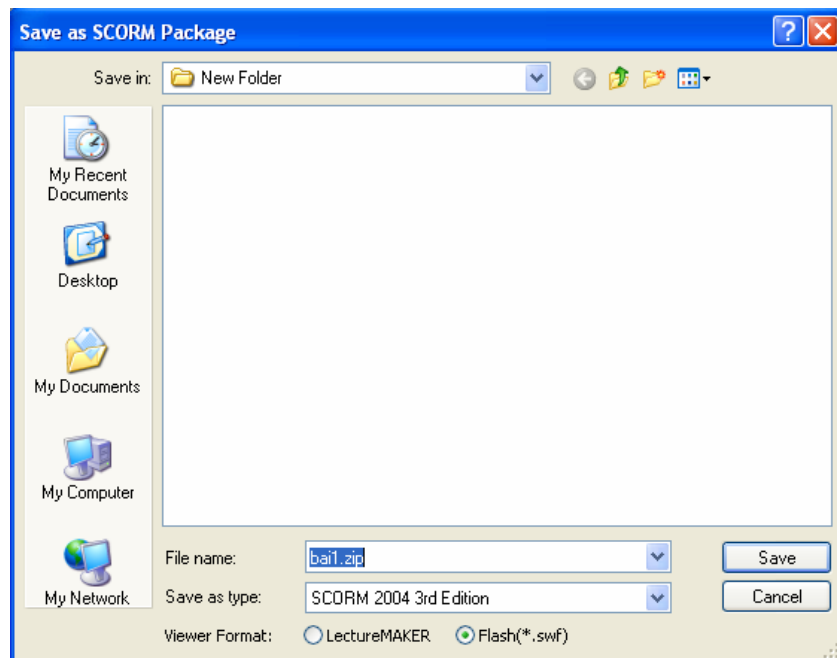 Save as SCORM Package
Save in: New Folder
My Recent
Documents
Desktop
My Documents
My Computer
My Network
File name: bai1.zip Save
Save as type: SCORM 2004 3rd Edition Cancel
Viewer Format: LectureMAKER Flash(*.swf)